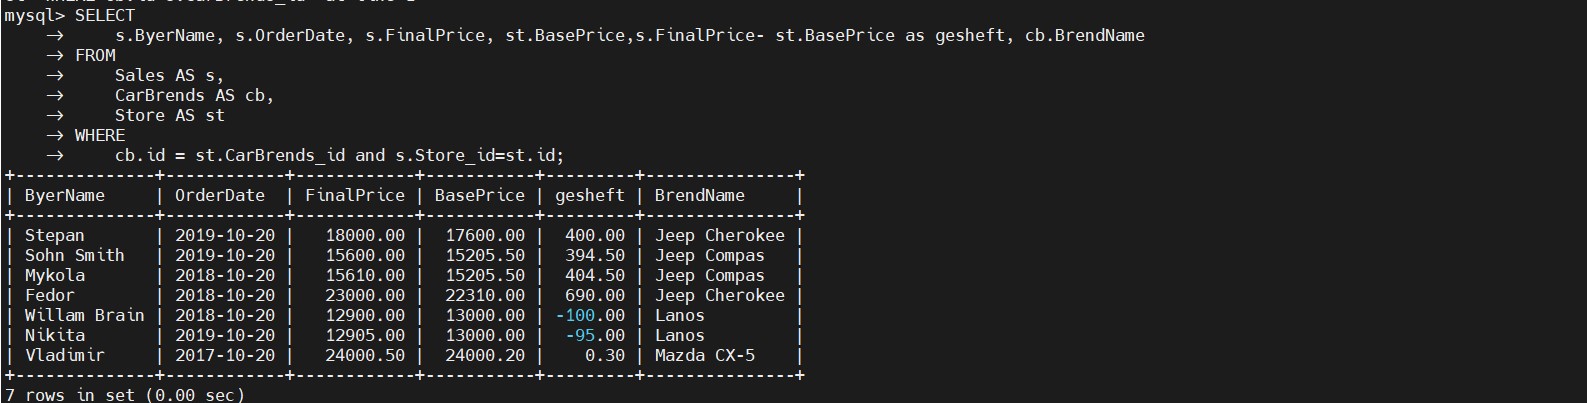 mysql> SELECT
    → 	s.ByerName, s.OrderDate, s.FinalPrice, st.BasePrice,s.FinalPrice- st.BasePrice as gesheft, cb.BrendName
    → FROM
    →     Sales AS s,
    →     CarBrends AS cb,
    →     Store AS st
    → WHERE
    →     cb.id = st.CarBrends_id and s.Store_id=st.id;
+--------------+------------+------------+-----------+---------+---------------+
| ByerName     | OrderDate  | FinalPrice | BasePrice | gesheft | BrendName     |
+--------------+------------+------------+-----------+---------+---------------+
| Stepan       | 2019-10-20 |   18000.00 |  17600.00 |  400.00 | Jeep Cherokee |
| Sohn Smith   | 2019-10-20 |   15600.00 |  15205.50 |  394.50 | Jeep Compas   |
| Mykola       | 2018-10-20 |   15610.00 |  15205.50 |  404.50 | Jeep Compas   |
| Fedor        | 2018-10-20 |   23000.00 |  22310.00 |  690.00 | Jeep Cherokee |
| Willam Brain | 2018-10-20 |   12900.00 |  13000.00 | -100.00 | Lanos         |
| Nikita       | 2019-10-20 |   12905.00 |  13000.00 |  -95.00 | Lanos         |
| Vladimir     | 2017-10-20 |   24000.50 |  24000.20 |    0.30 | Mazda CX-5    |
+--------------+------------+------------+-----------+---------+---------------+
7 rows in set (0.00 sec)